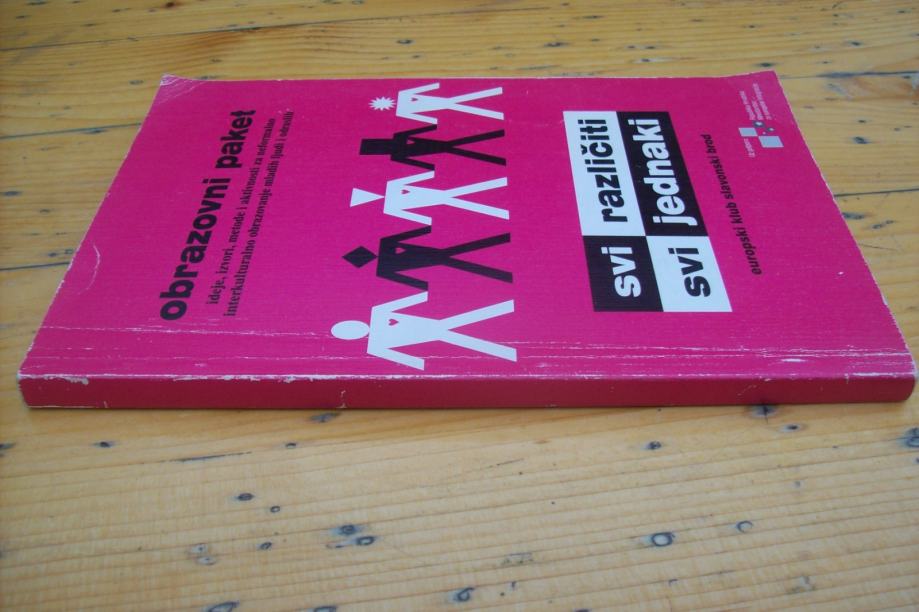 obrazovni paket
ideje, izvori, metode i aktivnosti za neformalno
interkulturalno obrazovanje mladih ljudi i odraslih
svi različiti
svi jednaki
europski klub slavonski brod